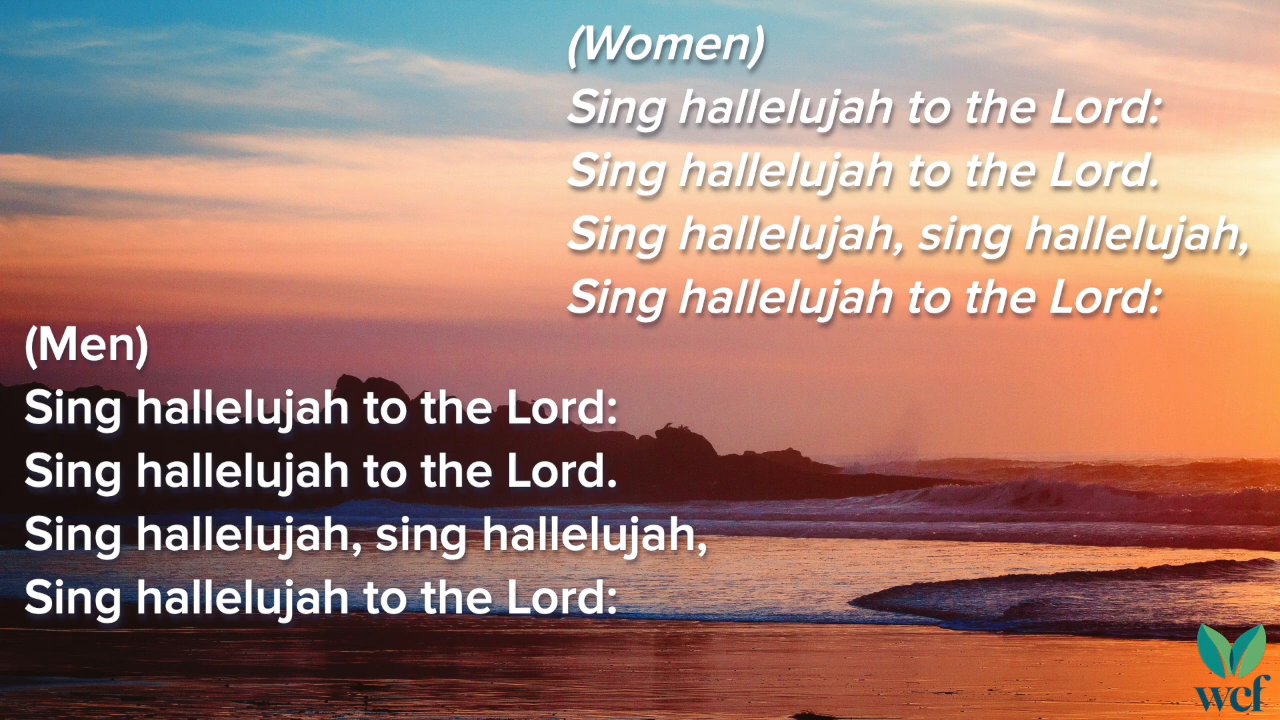 (Women)
Sing hallelujah to the Lord:
Sing hallelujah to the Lord.
Sing hallelujah, sing hallelujah,
Sing hallelujah to the Lord:
(Men)
Sing hallelujah to the Lord:
Sing hallelujah to the Lord.
Sing hallelujah, sing hallelujah,
Sing hallelujah to the Lord:
wcf